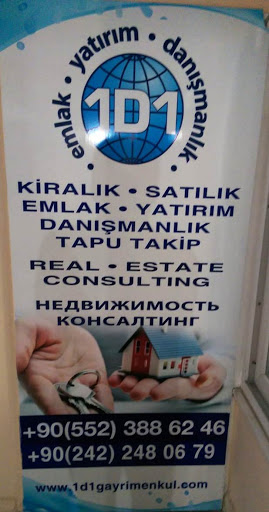 emlak • yatırım • danışmanlık •
1D1
KİRALIK • SATILIK
EMLAK • YATIRIM
DANIŞMANLIK
TAPU TAKİP
REAL • ESTATE
CONSULTING
НЕДВИЖИМОСТЬ
КОНСАЛТИНГ
+90(552) 388 62 46
+90(242) 248 06 79
www.1d1gayrimenkul.com